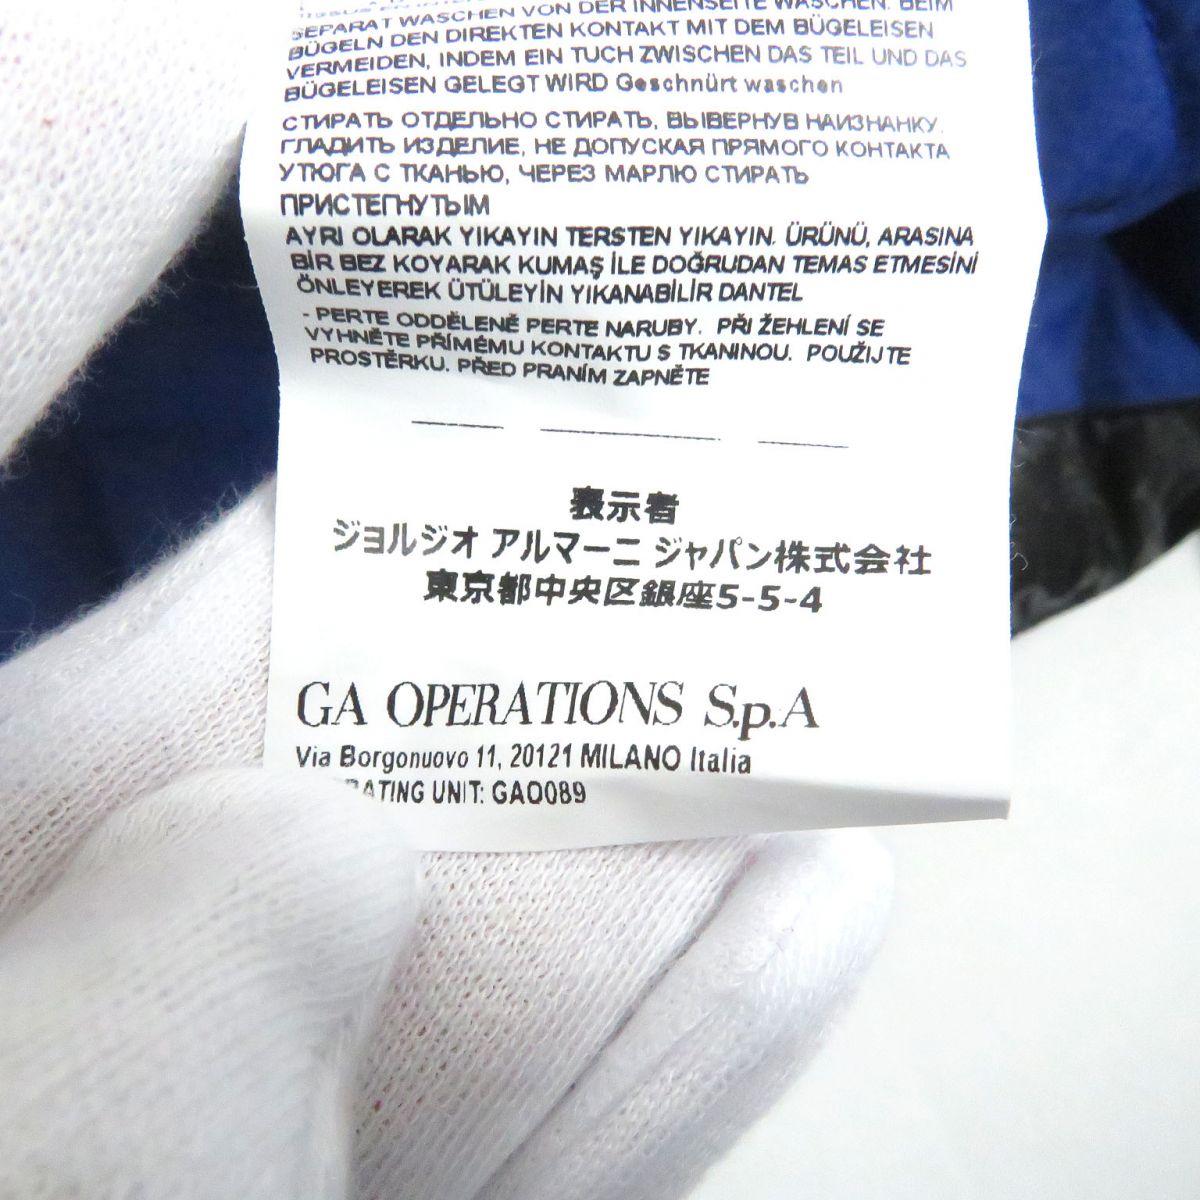 SEPARAT WASCHEN VON DER INNENSEITE WASCHEN. BEIM
BÜGELN DEN DIREKTEN KONTAKT MIT DEM BÜGELEISEN
VERMEIDEN, INDEM EIN TUCH ZWISCHEN DAS TEIL UND DAS
BÜGELEISEN GELEGT WIRD Geschnürt waschen
СТИРАТЬ ОТДЕЛЬНО СТИРАТЬ, ВЫВЕРНУВ НАИЗНАНКУ.
ГЛАДИТЬ ИЗДЕЛИЕ, НЕ ДОПУСКАЯ ПРЯМОГО КОНТАКТА
УТЮГА С ТКАНЬЮ, ЧЕРЕЗ МАРЛЮ СТИРАТЬ
ПРИСТЕГНУТЫМ
AYRI OLARAK YIKAYIN TERSTEN YIKAYIN. ÜRÜNÜ, ARASINA
BİR BEZ KOYARAK KUMAŞ İLE DOĞRUDAN TEMAS ETMESİNİ
ÖNLEYEREK ÜTÜLEYİN YIKANABİLİR DANTEL
- PERTE ODDĚLENĚ PERTE NARUBY. PŘI ŽEHLENÍ SE
VYHNĚTE PŘÍMÉMU KONTAKTU S TKANINOU. POUŽIJTE
PROSTĚRKU. PŘED PRANÍM ZAPNĚTE
表示者
ジョルジオ アルマーニ ジャパン株式会社
東京都中央区銀座5-5-4
GA OPERATIONS S.p.A
Via Borgonuovo 11, 20121 MILANO Italia
RATING UNIT: GAO089